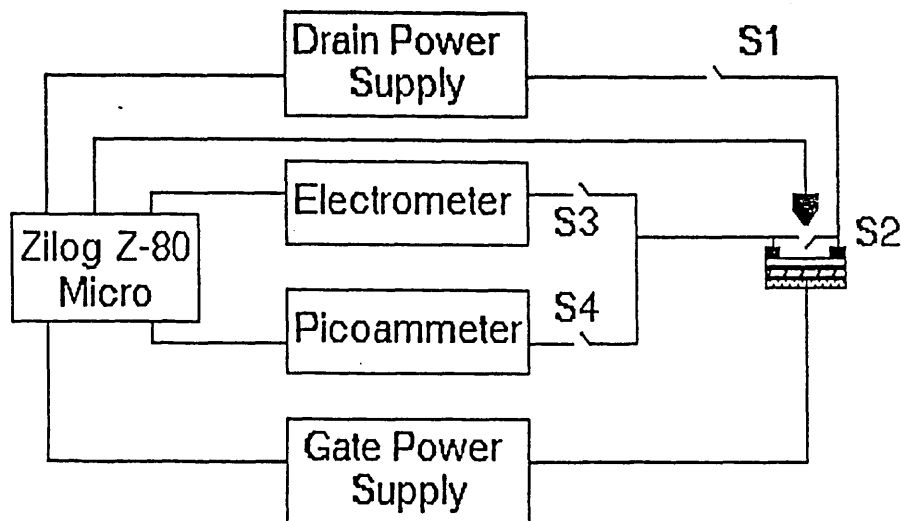 Drain Power
Supply
S1
Electrometer
S3
S2
Zilog Z-80
Micro
S4
Picoammeter
Gate Power
Supply